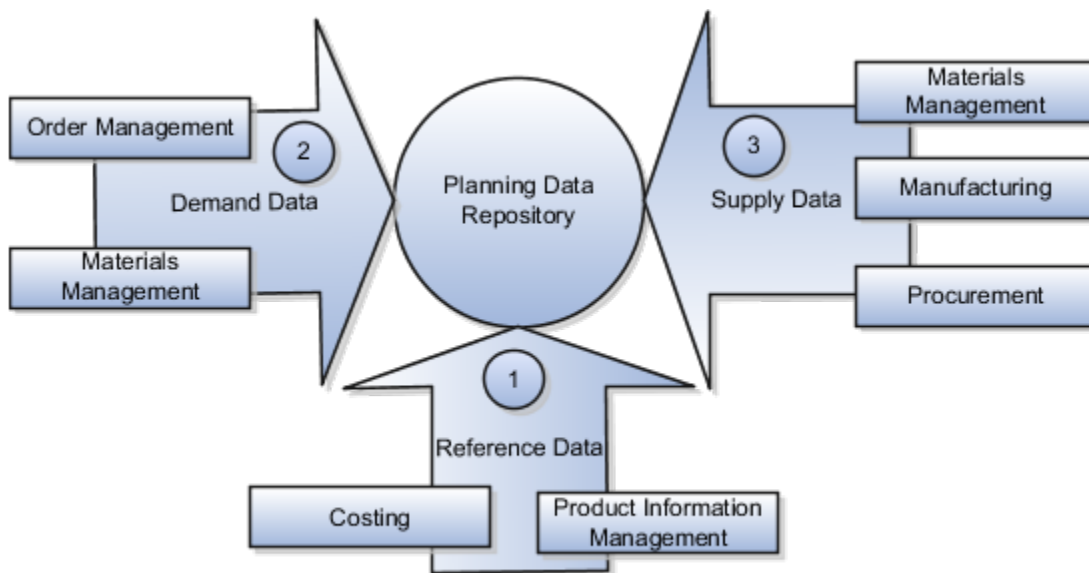 Order Management
2
Demand Data
Materials
Management
Planning Data
Repository
3
Supply Data
Materials
Management
Manufacturing
Procurement
1
Reference Data
Costing
Product Information
Management